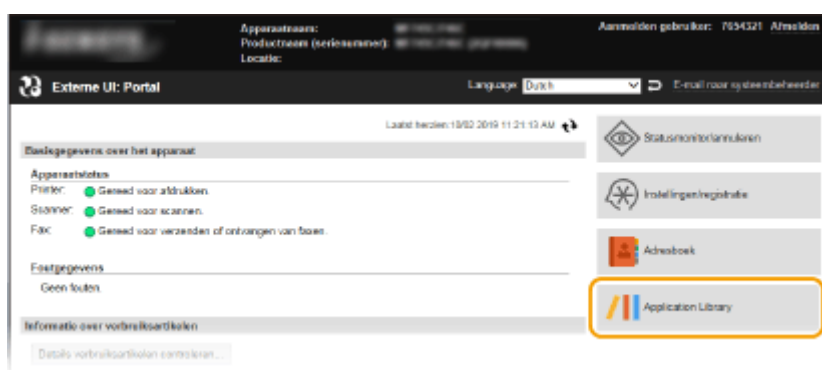 Apparaatnaam:
Productnaam (serienummer):
Locatie:
Aanmelden gebruiker: 7654321 Afmelden
Externe UI: Portal
Language: Dutch
E-mail naar systeembeheerder
Laatst herzien:18/02 2019 11:21:13 AM
Basisgegevens over het apparaat
Apparaatstatus
Printer: Gereed voor afdrukken.
Scanner: Gereed voor scannen.
Fax: Gereed voor verzenden of ontvangen van faxen.
Foutgegevens
Geen fouten.
Informatie over verbruiksartikelen
Details verbruiksartikelen controleren...
Statusmonitor/annuleren
Instellingen/registratie
Adresboek
Application Library